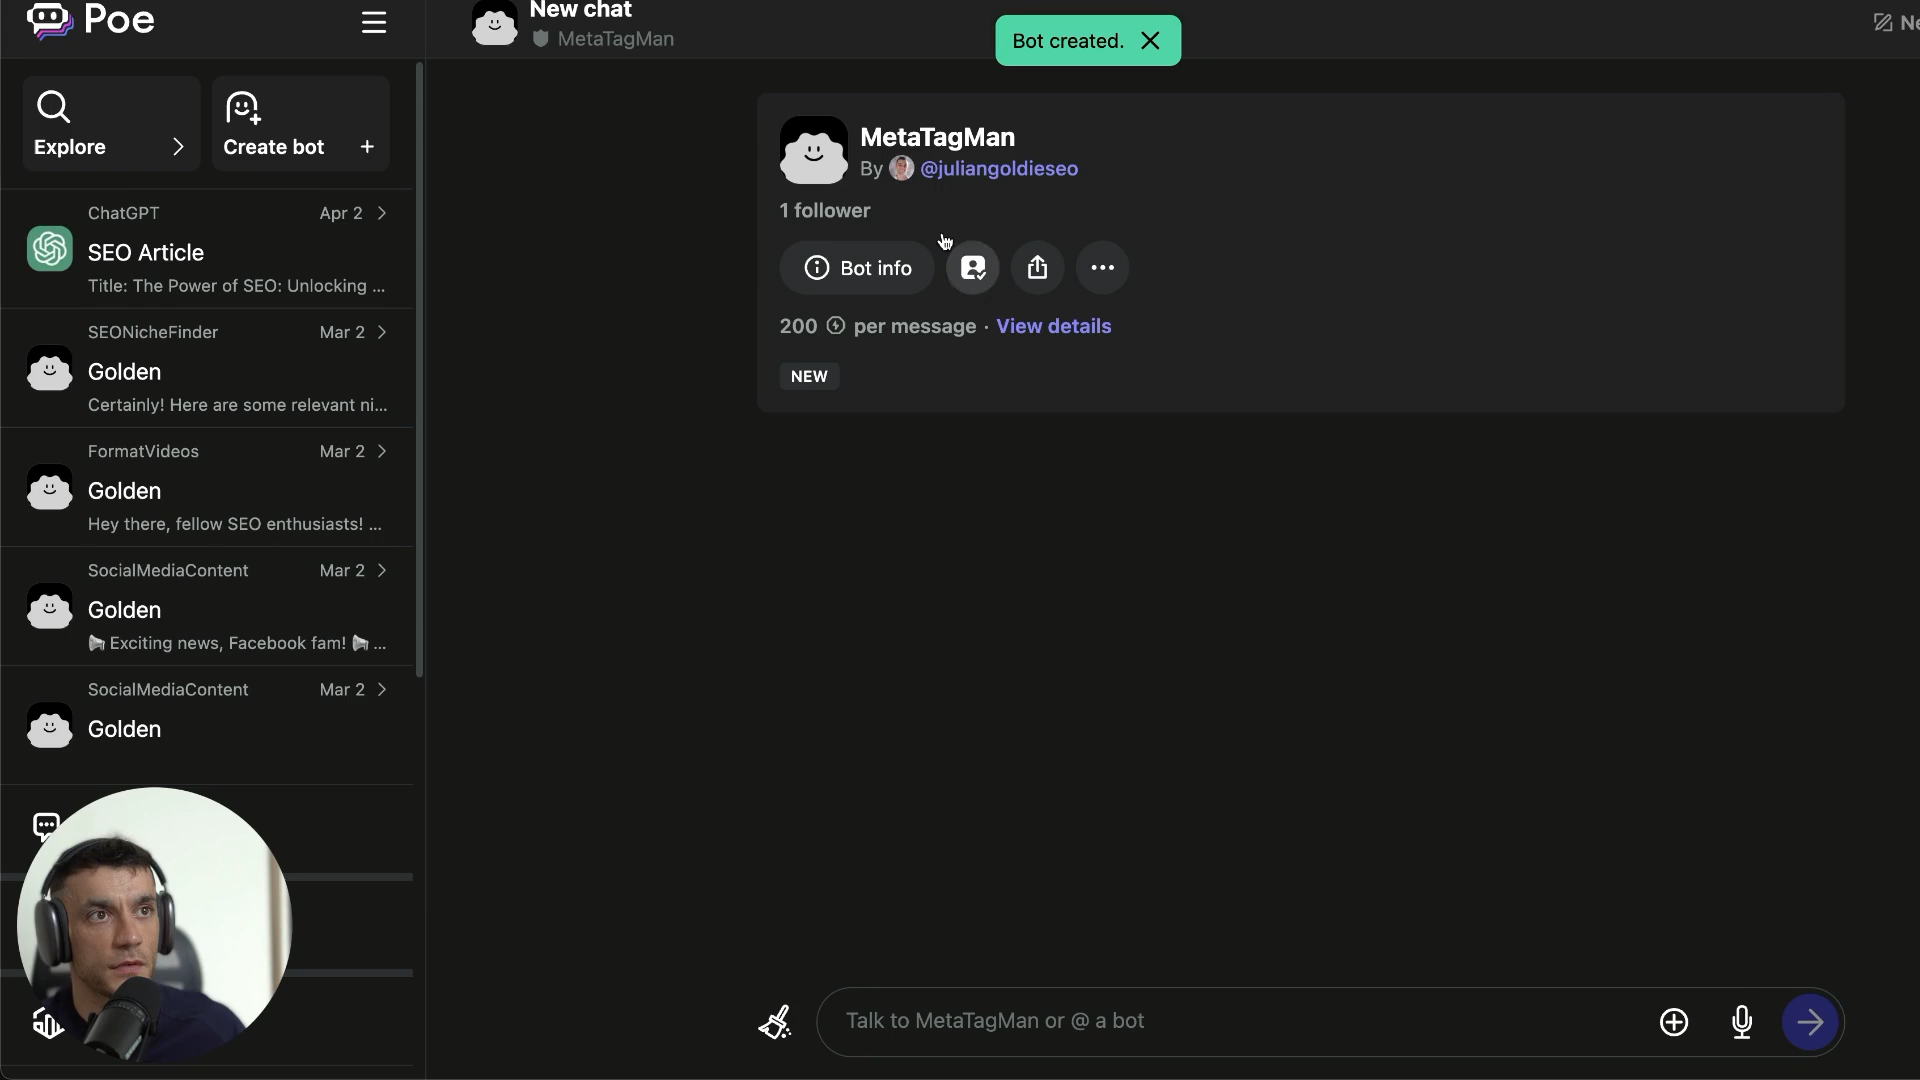 Poe
Explore
Create bot +
ChatGPT
Apr 2
SEO Article
Title: The Power of SEO: Unlocking ...
SEONicheFinder
Mar 2
Golden
Certainly! Here are some relevant ni...
FormatVideos
Mar 2
Golden
Hey there, fellow SEO enthusiasts! ...
SocialMediaContent
Mar 2
Golden
📢 Exciting news, Facebook fam! 📢 ...
SocialMediaContent
Mar 2
Golden
New chat
MetaTagMan
Bot created.
Ne
MetaTagMan
By @juliangoldieseo
1 follower
Bot info
200 per message · View details
NEW
Talk to MetaTagMan or @ a bot